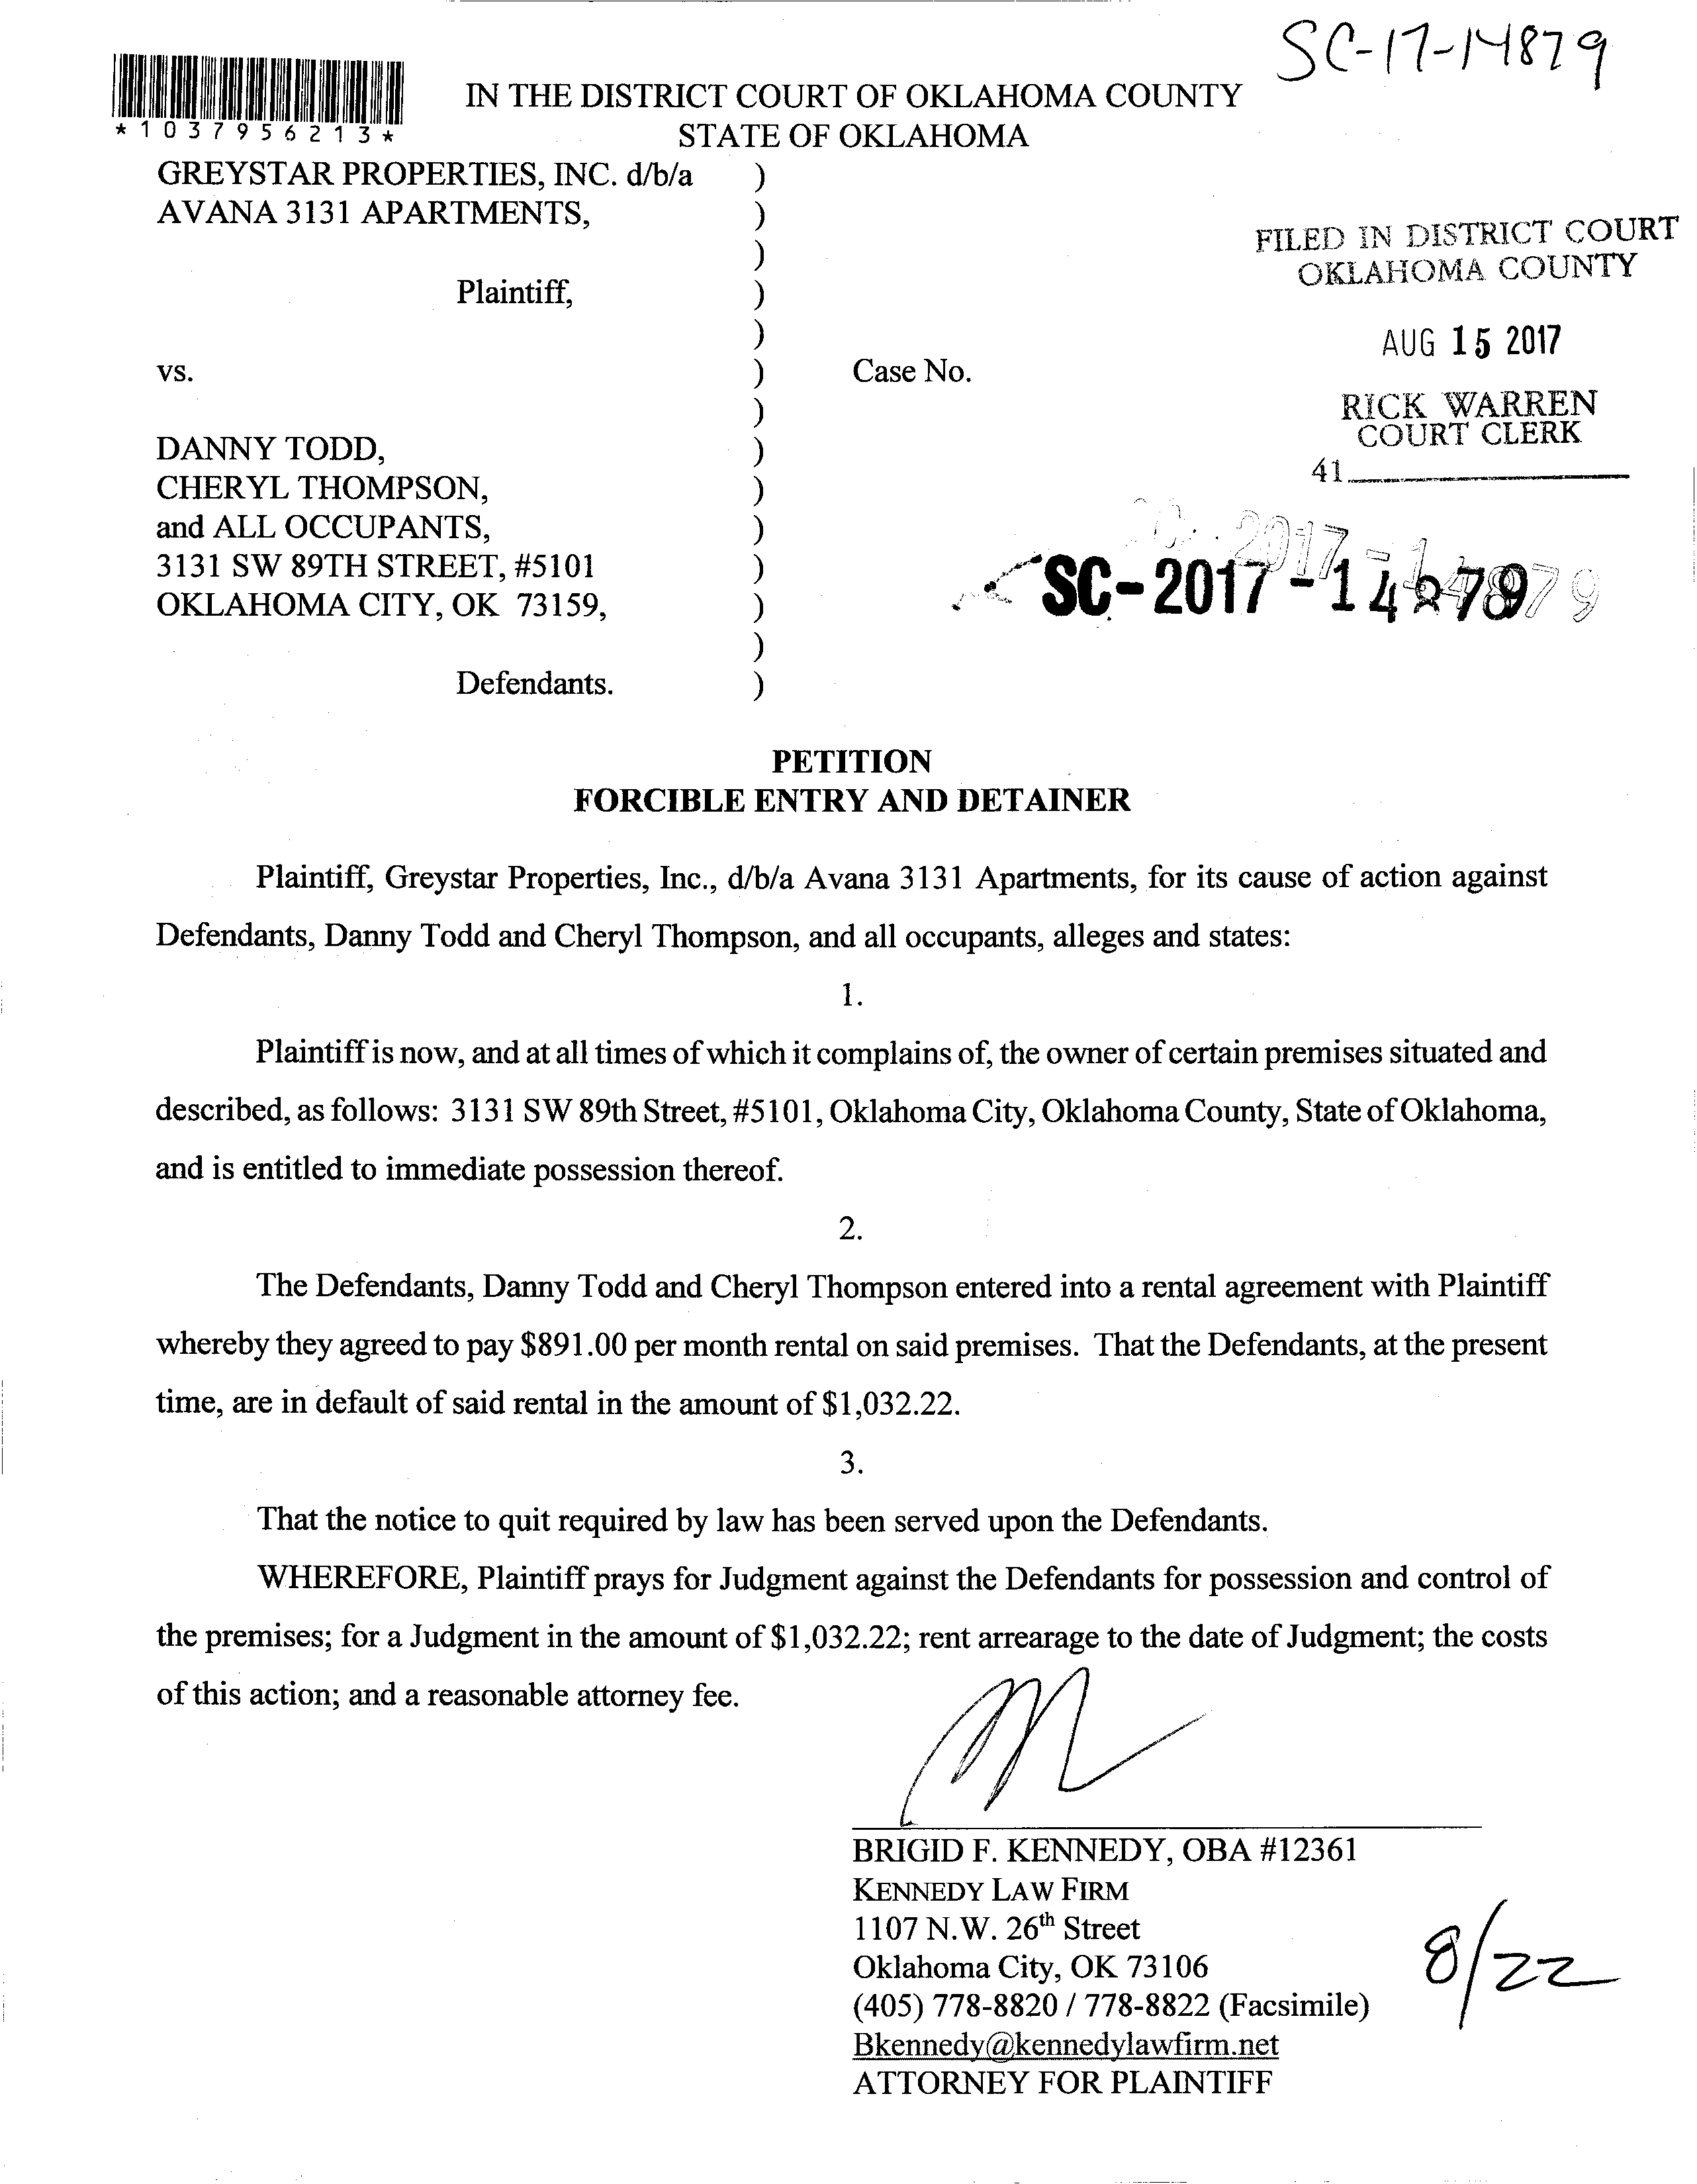 SC-17-14879
*1037956213*
IN THE DISTRICT COURT OF OKLAHOMA COUNTY
STATE OF OKLAHOMA
GREYSTAR PROPERTIES, INC. d/b/a )
AVANA 3131 APARTMENTS, )
)
Plaintiff, )
)
vs. ) Case No.
)
DANNY TODD, )
CHERYL THOMPSON, )
and ALL OCCUPANTS, )
3131 SW 89TH STREET, #5101 )
OKLAHOMA CITY, OK 73159, )
)
Defendants. )
FILED IN DISTRICT COURT
OKLAHOMA COUNTY
AUG 15 2017
RICK WARREN
COURT CLERK
41
SC-2017-14879
PETITION
FORCIBLE ENTRY AND DETAINER
Plaintiff, Greystar Properties, Inc., d/b/a Avana 3131 Apartments, for its cause of action against
Defendants, Danny Todd and Cheryl Thompson, and all occupants, alleges and states:
1.
Plaintiff is now, and at all times of which it complains of, the owner of certain premises situated and
described, as follows: 3131 SW 89th Street, #5101, Oklahoma City, Oklahoma County, State of Oklahoma,
and is entitled to immediate possession thereof.
2.
The Defendants, Danny Todd and Cheryl Thompson entered into a rental agreement with Plaintiff
whereby they agreed to pay $891.00 per month rental on said premises. That the Defendants, at the present
time, are in default of said rental in the amount of $1,032.22.
3.
That the notice to quit required by law has been served upon the Defendants.
WHEREFORE, Plaintiff prays for Judgment against the Defendants for possession and control of
the premises; for a Judgment in the amount of $1,032.22; rent arrearage to the date of Judgment; the costs
of this action; and a reasonable attorney fee.
BRIGID F. KENNEDY, OBA #12361
KENNEDY LAW FIRM
1107 N.W. 26th Street
Oklahoma City, OK 73106
(405) 778-8820 / 778-8822 (Facsimile)
Bkennedy@kennedylawfirm.net
ATTORNEY FOR PLAINTIFF
8/22